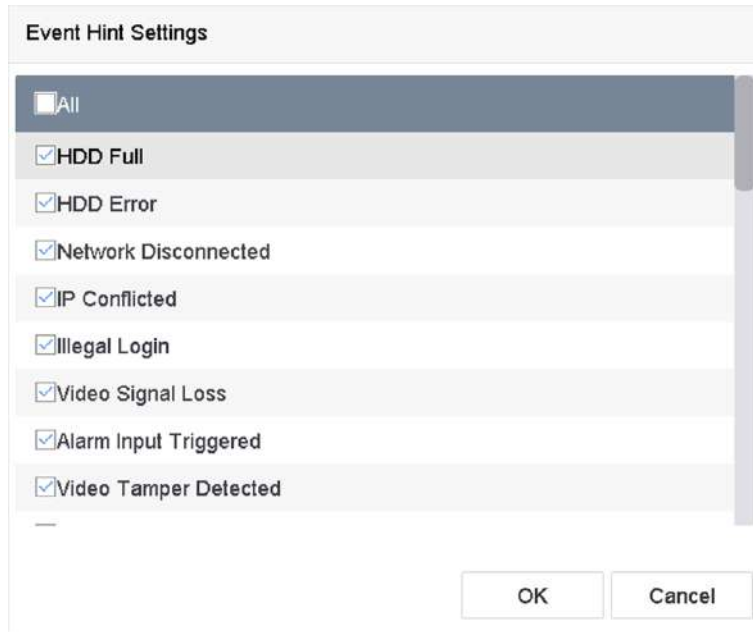 Event Hint Settings
All
HDD Full
HDD Error
Network Disconnected
IP Conflicted
Illegal Login
Video Signal Loss
Alarm Input Triggered
Video Tamper Detected
OK Cancel